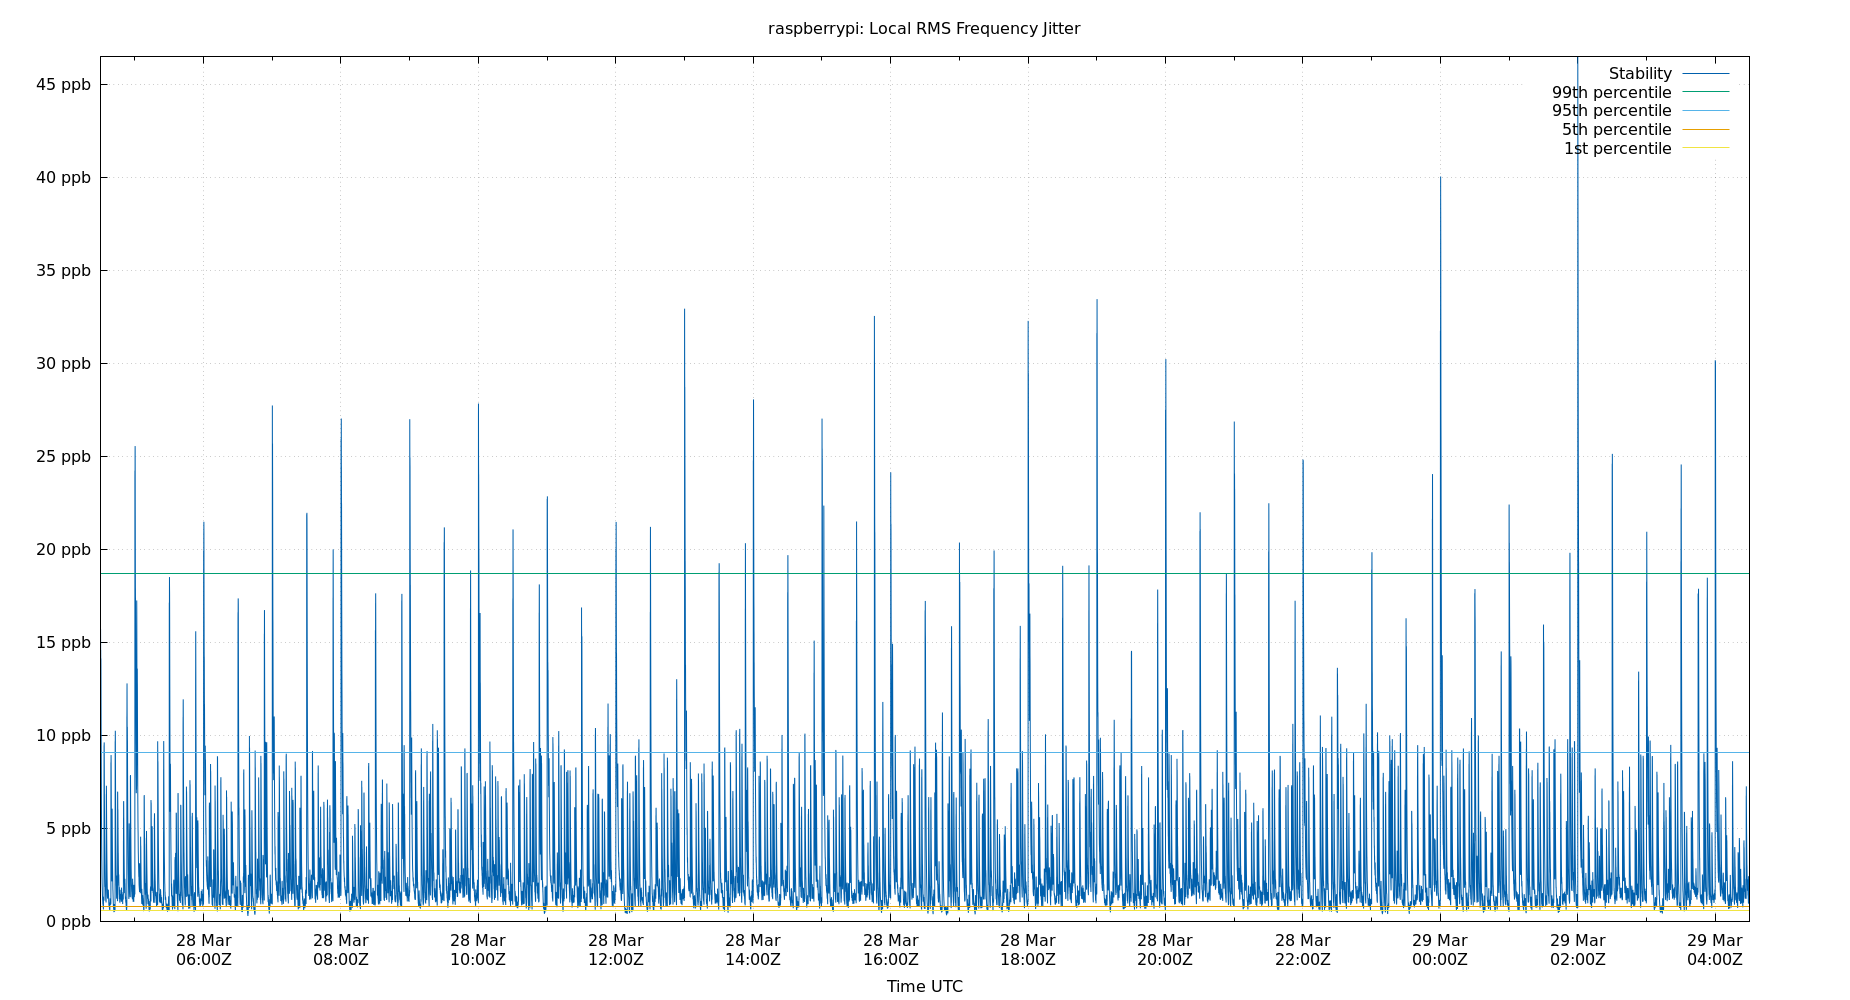 raspberrypi: Local RMS Frequency Jitter
Stability
99th percentile
95th percentile
5th percentile
1st percentile
45 ppb
40 ppb
35 ppb
30 ppb
25 ppb
20 ppb
15 ppb
10 ppb
5 ppb
0 ppb
28 Mar 28 Mar 28 Mar 28 Mar 28 Mar 28 Mar 28 Mar 28 Mar 28 Mar 29 Mar 29 Mar 29 Mar
06:00Z 08:00Z 10:00Z 12:00Z 14:00Z 16:00Z 18:00Z 20:00Z 22:00Z 00:00Z 02:00Z 04:00Z
Time UTC